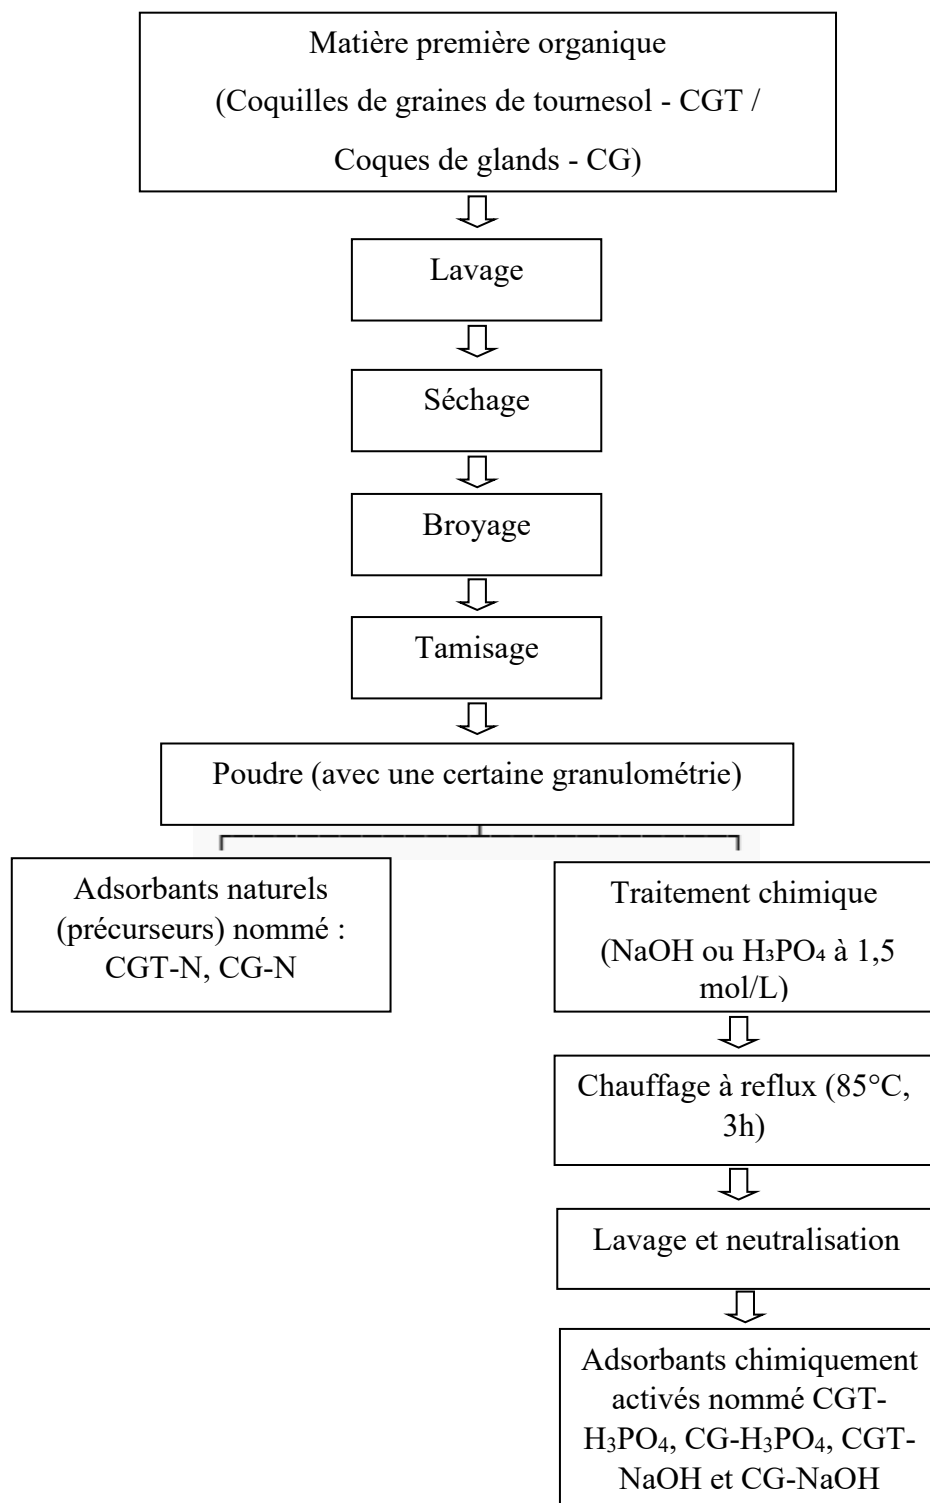 Matière première organique
(Coquilles de graines de tournesol - CGT /
Coques de glands - CG)
Lavage
Séchage
Broyage
Tamisage
Poudre (avec une certaine granulométrie)
Adsorbants naturels
(précurseurs) nommé :
CGT-N, CG-N
Traitement chimique
(NaOH ou H₃PO₄ à 1,5
mol/L)
Chauffage à reflux (85°C,
3h)
Lavage et neutralisation
Adsorbants chimiquement
activés nommé CGT-
H₃PO₄, CG-H₃PO₄, CGT-
NaOH et CG-NaOH